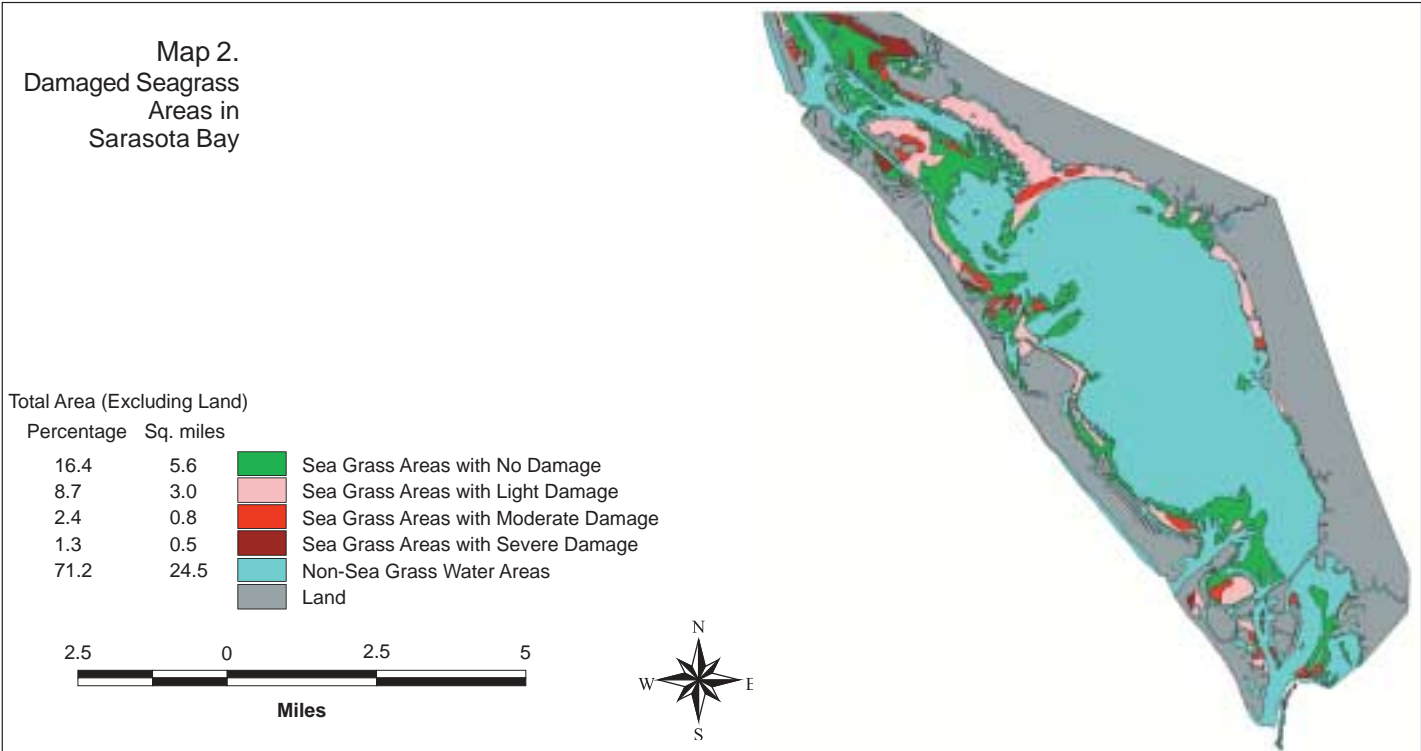 Map 2.
Damaged Seagrass
Areas in
Sarasota Bay
Total Area (Excluding Land)
Percentage Sq. miles
16.4 5.6 Sea Grass Areas with No Damage
8.7 3.0 Sea Grass Areas with Light Damage
2.4 0.8 Sea Grass Areas with Moderate Damage
1.3 0.5 Sea Grass Areas with Severe Damage
71.2 24.5 Non-Sea Grass Water Areas
Land
2.5 0 2.5 5
Miles
N
W E
S